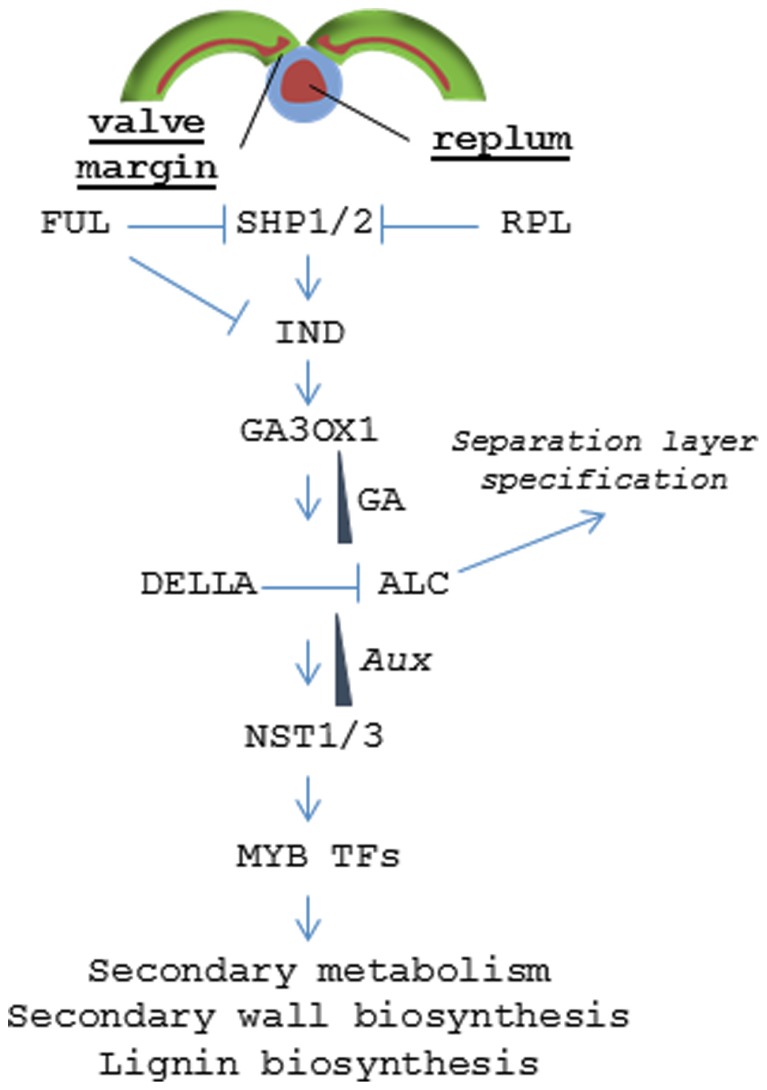 valve
margin
replum
FUL
SHP1/2
RPL
IND
GA3OX1
Separation layer
specification
GA
DELLA
ALC
Aux
NST1/3
MYB TFs
Secondary metabolism
Secondary wall biosynthesis
Lignin biosynthesis